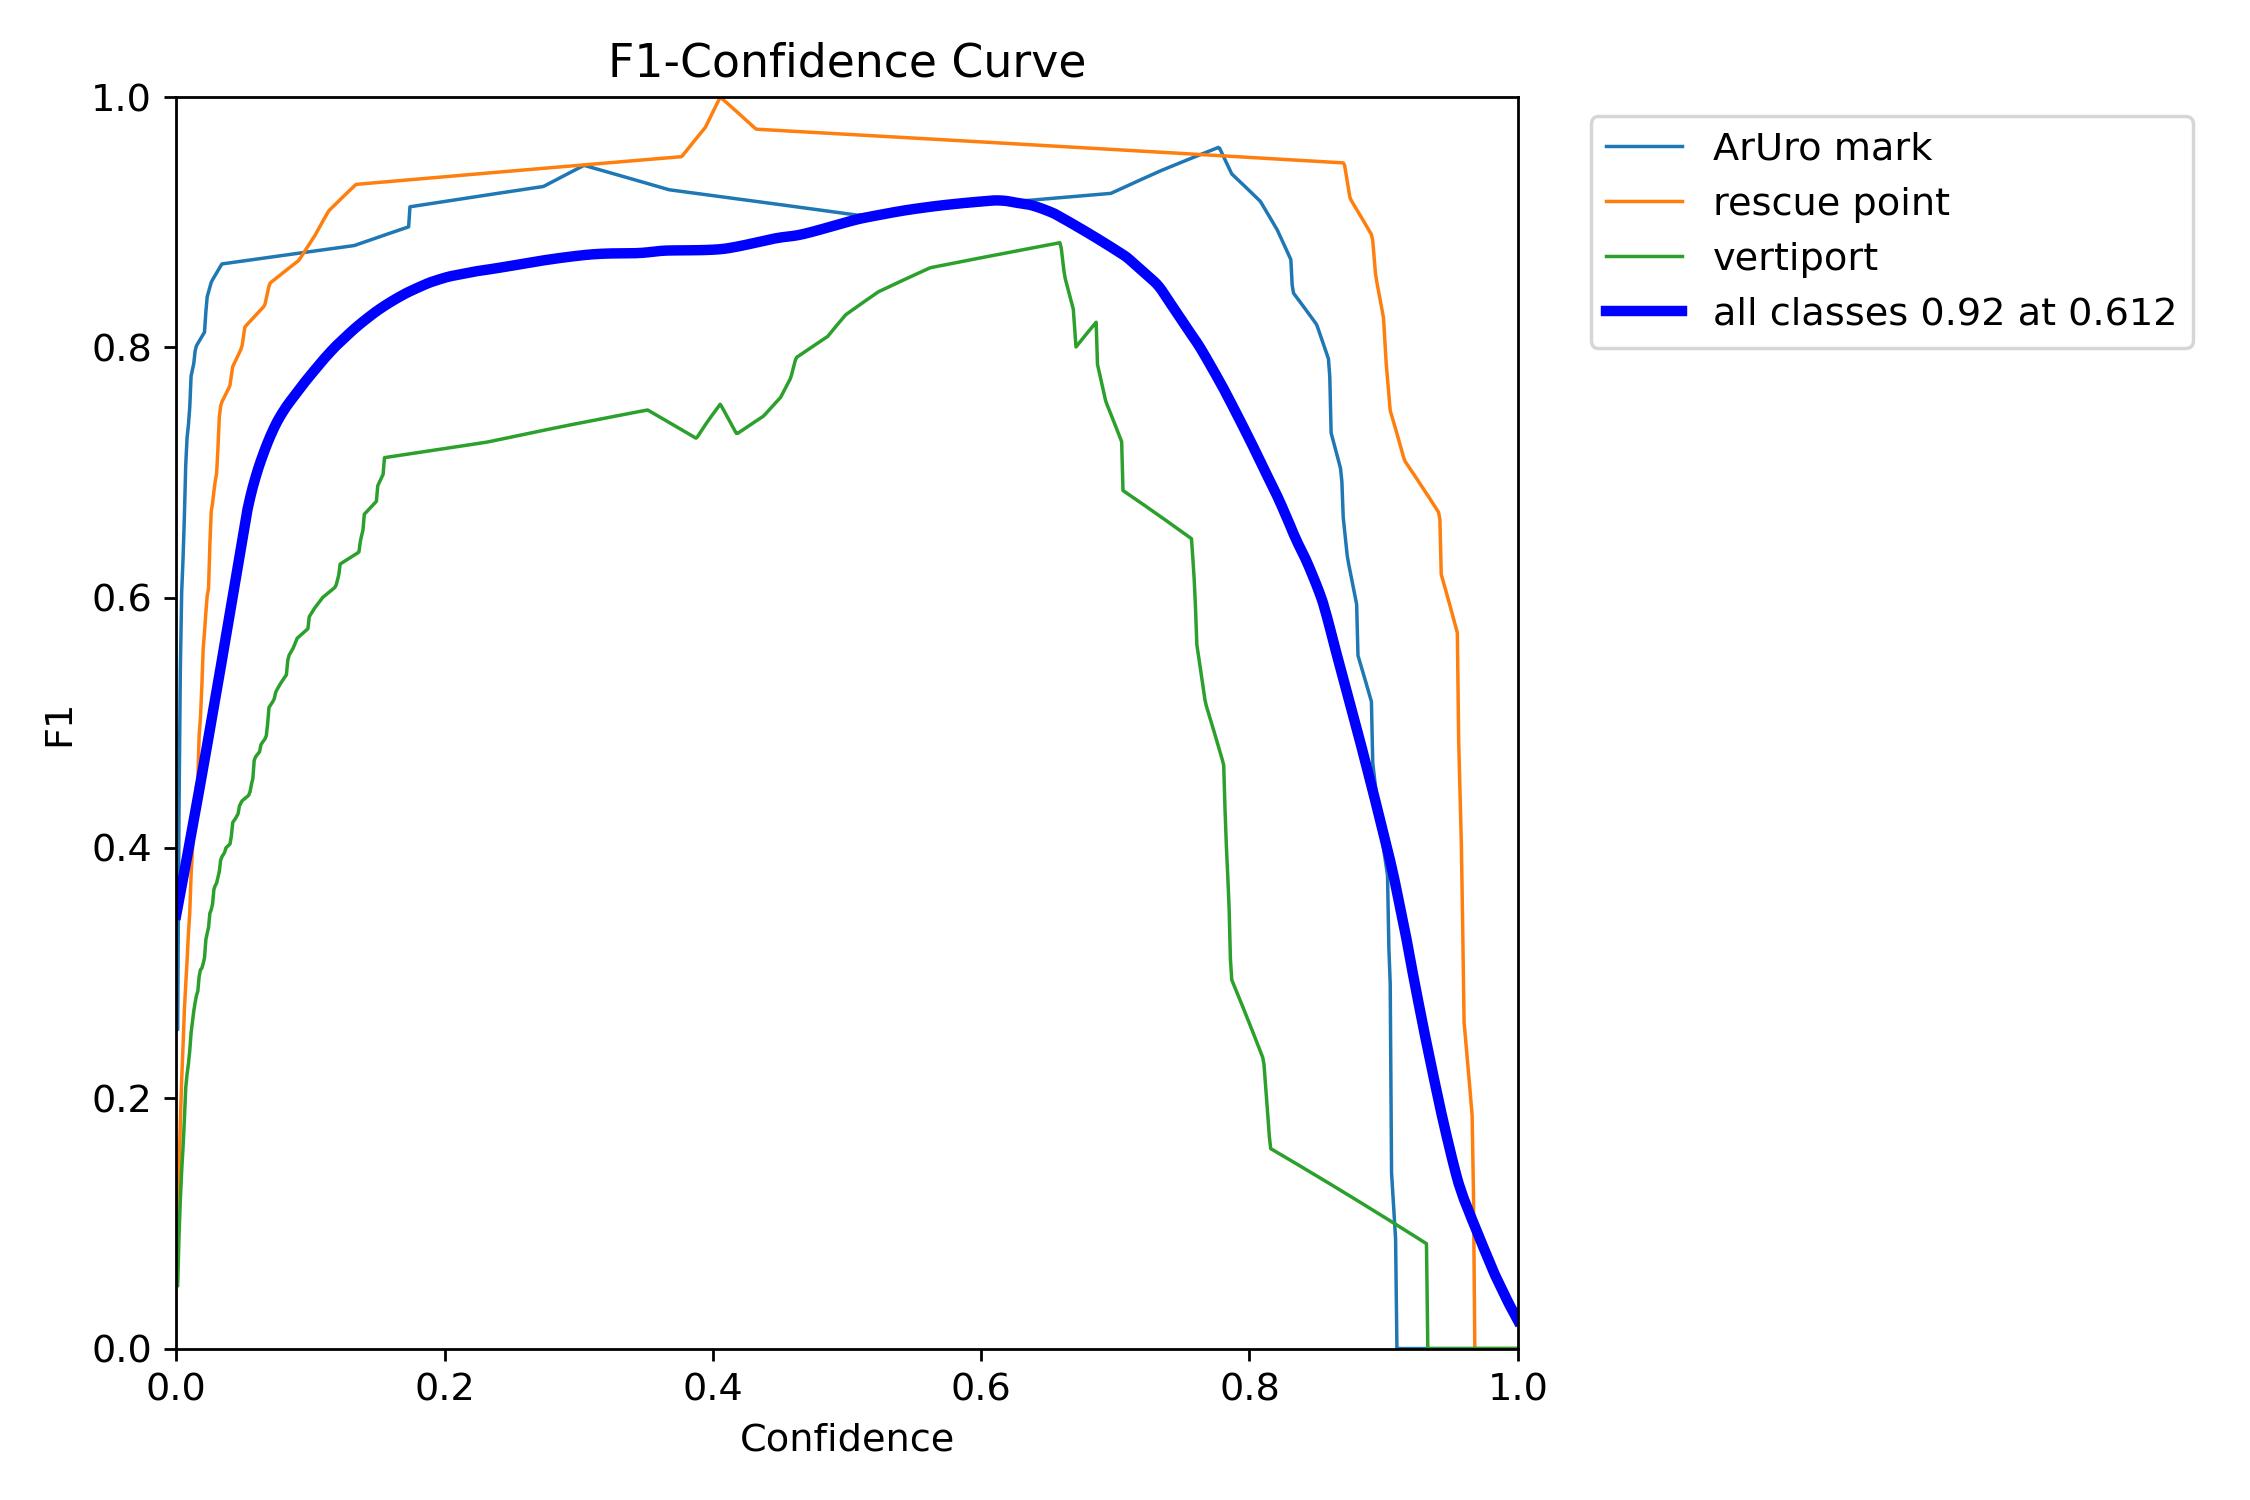 F1-Confidence Curve
1.0
0.8
0.6
0.4
0.2
0.0
F1
0.0 0.2 0.4 0.6 0.8 1.0
Confidence
ArUro mark
rescue point
vertiport
all classes 0.92 at 0.612